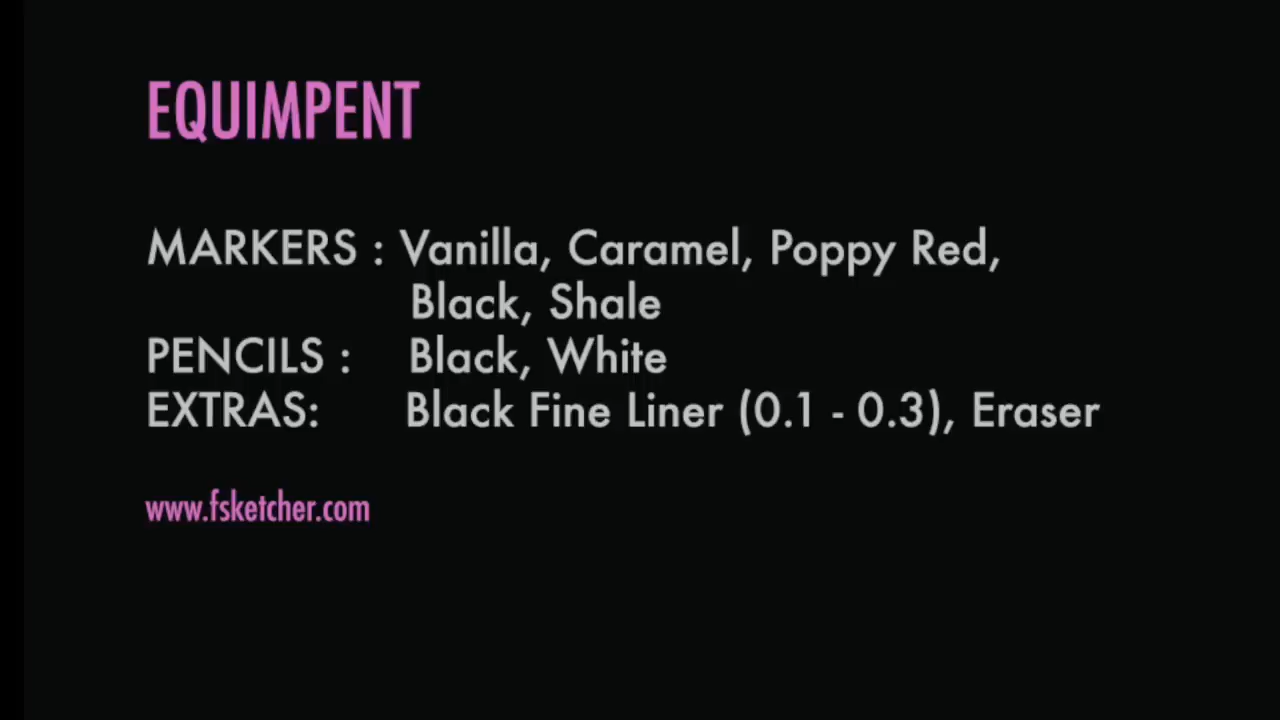 EQUIMPENT
MARKERS : Vanilla, Caramel, Poppy Red,
Black, Shale
PENCILS : Black, White
EXTRAS: Black Fine Liner (0.1 - 0.3), Eraser
www.fsketcher.com